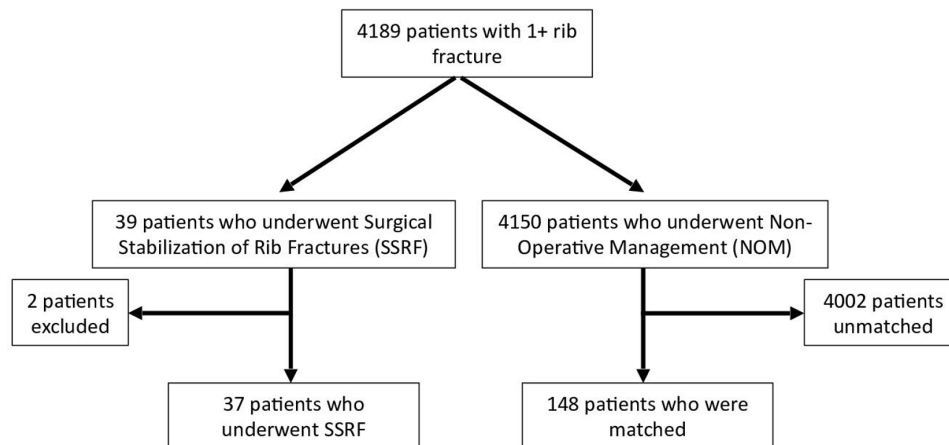 4189 patients with 1+ rib
fracture
39 patients who underwent Surgical
Stabilization of Rib Fractures (SSRF)
4150 patients who underwent Non-
Operative Management (NOM)
2 patients
excluded
4002 patients
unmatched
37 patients who
underwent SSRF
148 patients who were
matched